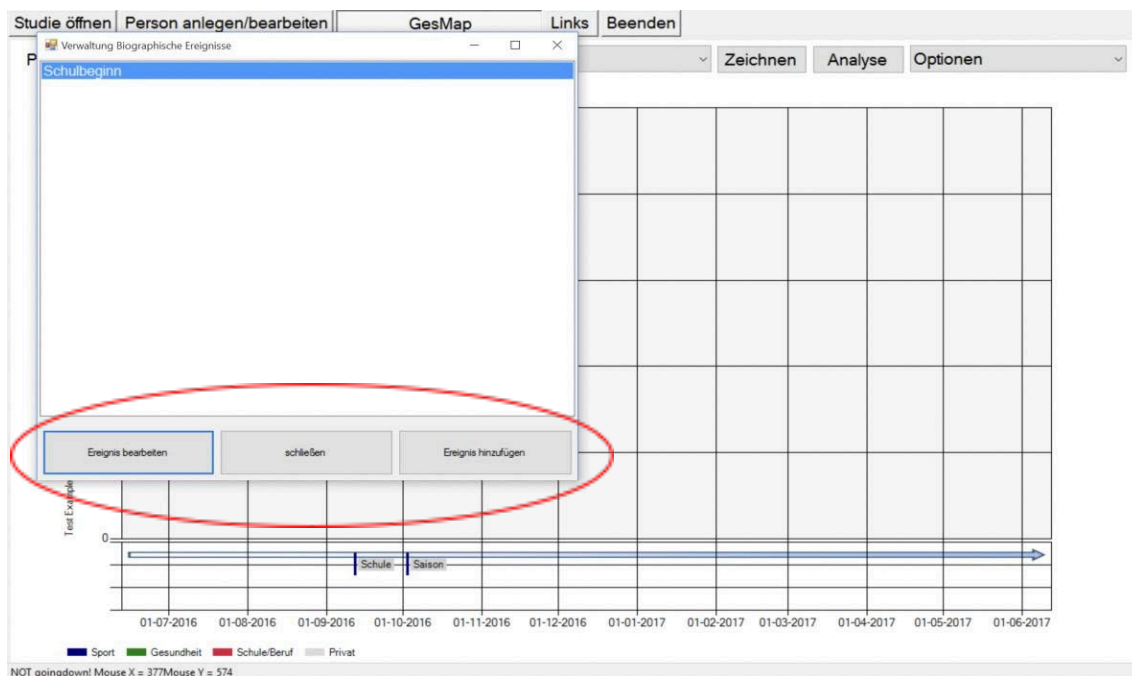 Studie öffnen Person anlegen/bearbeiten GesMap Links Beenden
Verwaltung Biographische Ereignisse
Zeichnen Analyse Optionen
Schulbeginn
Ereignis bearbeiten schließen Ereignis hinzufügen
0
Schule Saison
01-07-2016 01-08-2016 01-09-2016 01-10-2016 01-11-2016 01-12-2016 01-01-2017 01-02-2017 01-03-2017 01-04-2017 01-05-2017 01-06-2017
Sport Gesundheit Schule/Beruf Privat
NOT goingdown! Mouse X = 377Mouse Y = 574